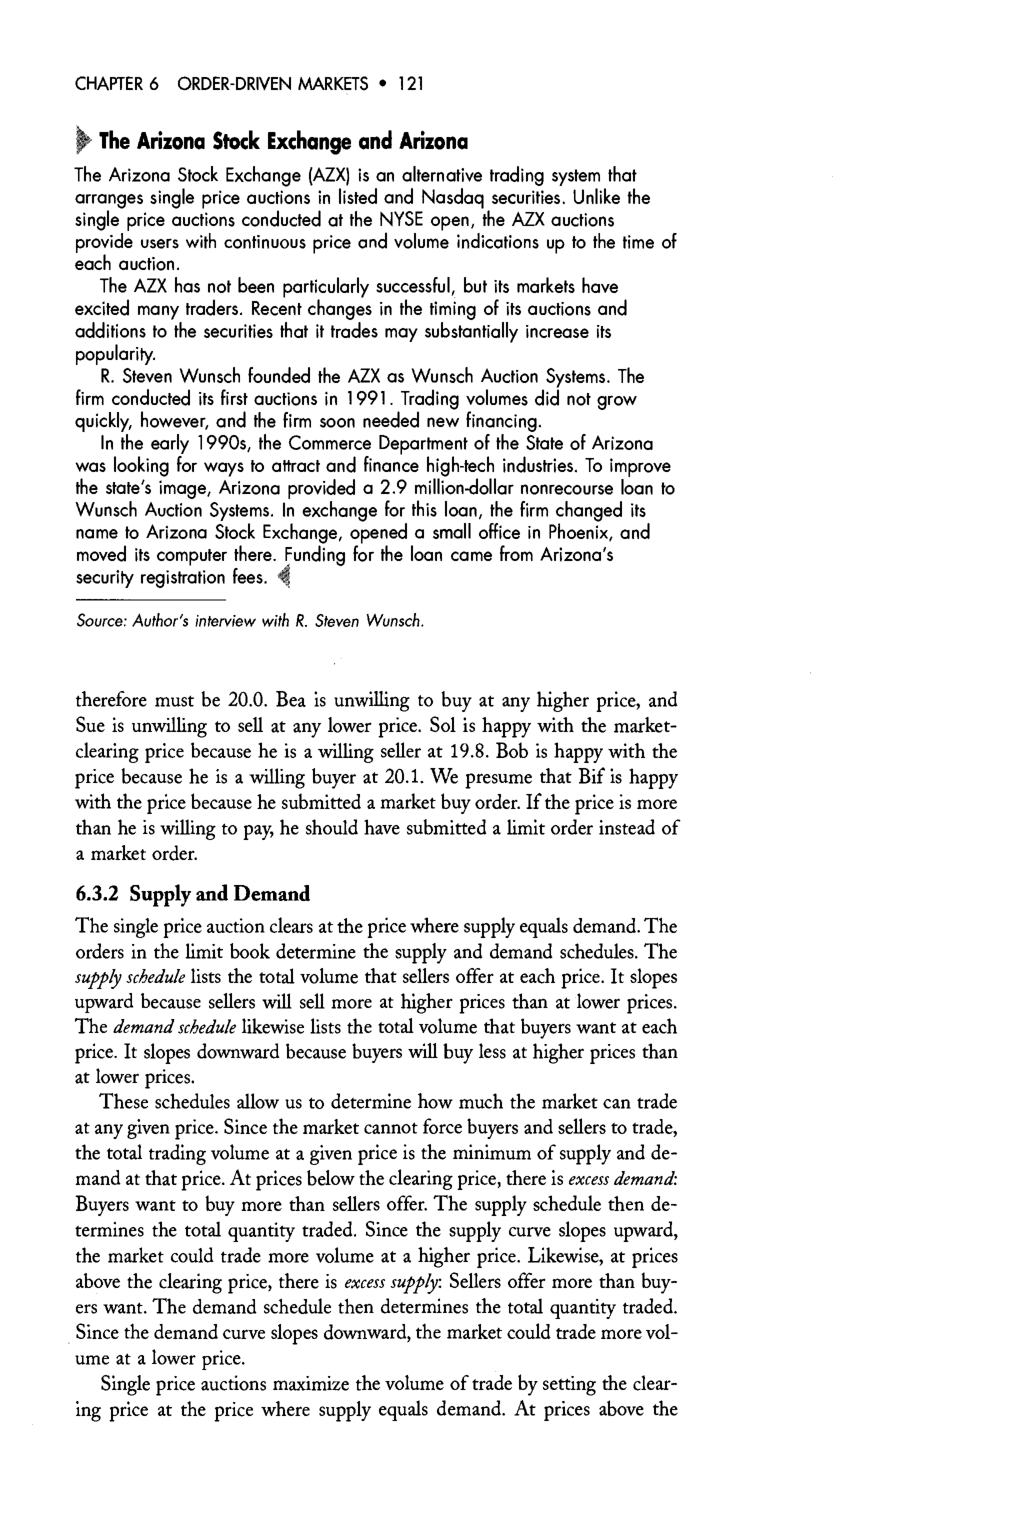 CHAPTER 6 ORDER-DRIVEN MARKETS • 121
The Arizona Stock Exchange and Arizona
The Arizona Stock Exchange (AZX) is an alternative trading system that
arranges single price auctions in listed and Nasdaq securities. Unlike the
single price auctions conducted at the NYSE open, the AZX auctions
provide users with continuous price and volume indications up to the time of
each auction.
The AZX has not been particularly successful, but its markets have
excited many traders. Recent changes in the timing of its auctions and
additions to the securities that it trades may substantially increase its
popularity.
R. Steven Wunsch founded the AZX as Wunsch Auction Systems. The
firm conducted its first auctions in 1991. Trading volumes did not grow
quickly, however, and the firm soon needed new financing.
In the early 1990s, the Commerce Department of the State of Arizona
was looking for ways to attract and finance high-tech industries. To improve
the state's image, Arizona provided a 2.9 million-dollar nonrecourse loan to
Wunsch Auction Systems. In exchange for this loan, the firm changed its
name to Arizona Stock Exchange, opened a small office in Phoenix, and
moved its computer there. Funding for the loan came from Arizona's
security registration fees.
Source: Author's interview with R. Steven Wunsch.
therefore must be 20.0. Bea is unwilling to buy at any higher price, and
Sue is unwilling to sell at any lower price. Sol is happy with the market-
clearing price because he is a willing seller at 19.8. Bob is happy with the
price because he is a willing buyer at 20.1. We presume that Bif is happy
with the price because he submitted a market buy order. If the price is more
than he is willing to pay, he should have submitted a limit order instead of
a market order.
6.3.2 Supply and Demand
The single price auction clears at the price where supply equals demand. The
orders in the limit book determine the supply and demand schedules. The
supply schedule lists the total volume that sellers offer at each price. It slopes
upward because sellers will sell more at higher prices than at lower prices.
The demand schedule likewise lists the total volume that buyers want at each
price. It slopes downward because buyers will buy less at higher prices than
at lower prices.
These schedules allow us to determine how much the market can trade
at any given price. Since the market cannot force buyers and sellers to trade,
the total trading volume at a given price is the minimum of supply and de-
mand at that price. At prices below the clearing price, there is excess demand:
Buyers want to buy more than sellers offer. The supply schedule then de-
termines the total quantity traded. Since the supply curve slopes upward,
the market could trade more volume at a higher price. Likewise, at prices
above the clearing price, there is excess supply: Sellers offer more than buy-
ers want. The demand schedule then determines the total quantity traded.
Since the demand curve slopes downward, the market could trade more vol-
ume at a lower price.
Single price auctions maximize the volume of trade by setting the clear-
ing price at the price where supply equals demand. At prices above the